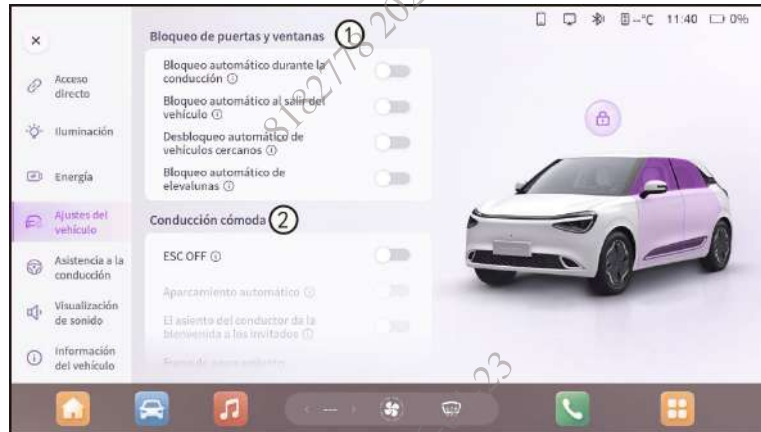 --°C 11:40 0%
Bloqueo de puertas y ventanas 1
Bloqueo automático durante la
conducción
Bloqueo automático al salir del
vehículo
Desbloqueo automático de
vehículos cercanos
Bloqueo automático de
elevalunas
Conducción cómoda 2
ESC OFF
Aparcamiento automático
El asiento del conductor da la
bienvenida a los invitados
Acceso
directo
Iluminación
Energía
Ajustes del
vehículo
Asistencia a la
conducción
Visualización
de sonido
Información
del vehículo
---